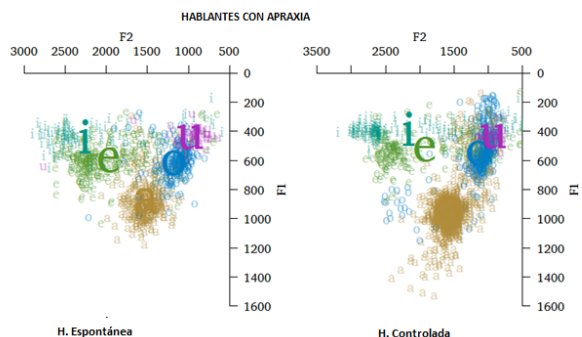 HABLANTES CON APRAXIA
F2 F2
3000 2500 2000 1500 1000 500 3500 2500 1500 500
0 0
200 200
400 400
600 600
800 800
1000 1000
1200 1200
1400 1400
1600 1600
F1 F1
i e a o u i e a o u
H. Espontánea H. Controlada